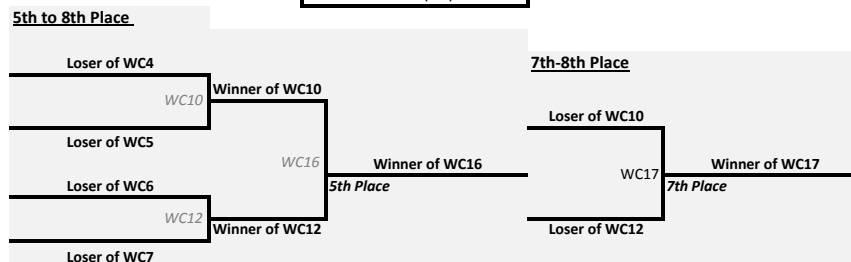 5th to 8th Place
Loser of WC4
WC10
Winner of WC10
Loser of WC5
WC16
Winner of WC16
5th Place
Loser of WC6
WC12
Winner of WC12
Loser of WC7
7th-8th Place
Loser of WC10
WC17
Winner of WC17
7th Place
Loser of WC12